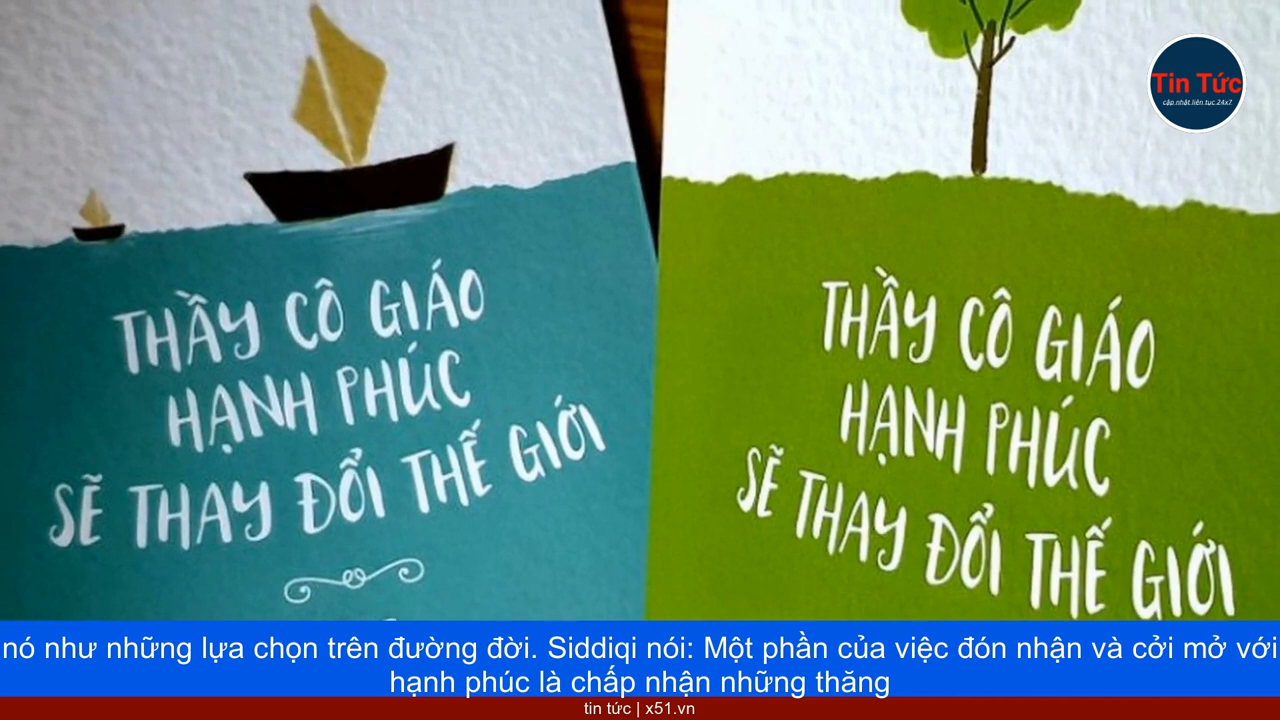 Tin Tức
cập nhật liên tục 24x7
THẦY CÔ GIÁO
HẠNH PHÚC
SẼ THAY ĐỔI THẾ GIỚI
THẦY CÔ GIÁO
HẠNH PHÚC
SẼ THAY ĐỔI THẾ GIỚI
nó như những lựa chọn trên đường đời. Siddiqi nói: Một phần của việc đón nhận và cởi mở với
hạnh phúc là chấp nhận những thăng
tin tức | x51.vn